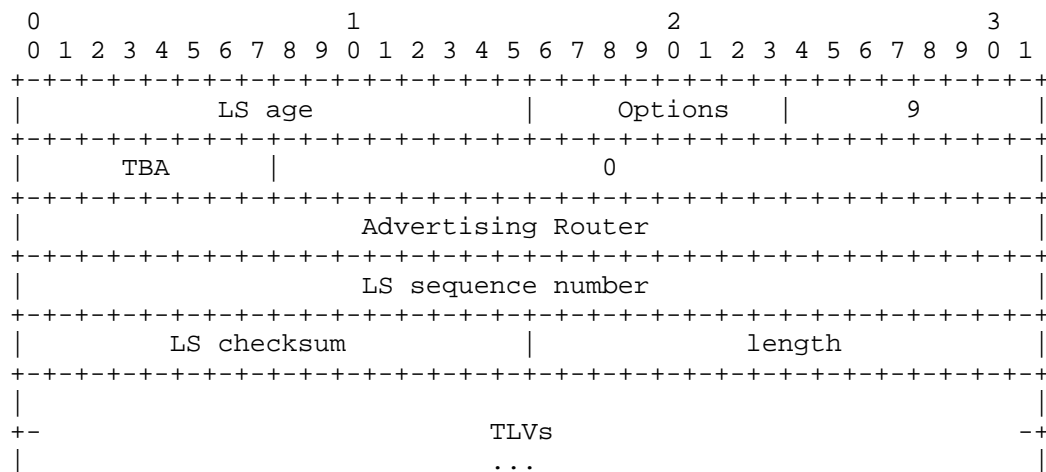 0                   1                   2                   3
 0 1 2 3 4 5 6 7 8 9 0 1 2 3 4 5 6 7 8 9 0 1 2 3 4 5 6 7 8 9 0 1
+-+-+-+-+-+-+-+-+-+-+-+-+-+-+-+-+-+-+-+-+-+-+-+-+-+-+-+-+-+-+-+-+
|            LS age             |     Options   |       9       |
+-+-+-+-+-+-+-+-+-+-+-+-+-+-+-+-+-+-+-+-+-+-+-+-+-+-+-+-+-+-+-+-+
|      TBA      |                    0                          |
+-+-+-+-+-+-+-+-+-+-+-+-+-+-+-+-+-+-+-+-+-+-+-+-+-+-+-+-+-+-+-+-+
|                     Advertising Router                        |
+-+-+-+-+-+-+-+-+-+-+-+-+-+-+-+-+-+-+-+-+-+-+-+-+-+-+-+-+-+-+-+-+
|                     LS sequence number                        |
+-+-+-+-+-+-+-+-+-+-+-+-+-+-+-+-+-+-+-+-+-+-+-+-+-+-+-+-+-+-+-+-+
|         LS checksum           |             length            |
+-+-+-+-+-+-+-+-+-+-+-+-+-+-+-+-+-+-+-+-+-+-+-+-+-+-+-+-+-+-+-+-+
|                                                               |
+-                            TLVs                             -+
|                             ...                               |